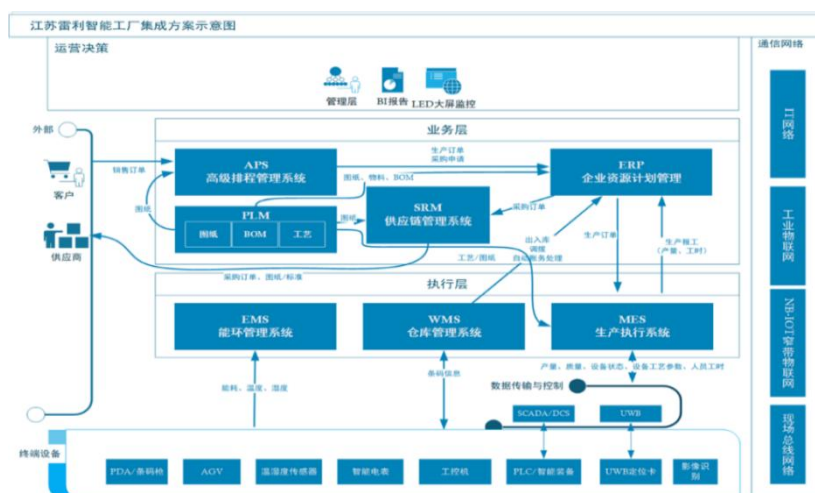 江苏雷利智能工厂集成方案示意图
运营决策
通信网络
管理层
BI报告
LED大屏监控
IT网络
外部
业务层
销售订单
APS
高级排程管理系统
生产订单
采购申请
ERP
企业资源计划管理
图纸、物料、BOM
客户
图纸
PLM
图纸
BOM
工艺
图纸
SRM
供应链管理系统
采购订单
工业物联网
供应商
出入库
调拨
自动账务处理
生产订单
生产报工
(产量、工时)
工艺/图纸
采购订单、图纸/标准
执行层
EMS
能环管理系统
WMS
仓库管理系统
MES
生产执行系统
NB-IOT窄带物联网
能耗、温度、湿度
条码信息
产量、质量、设备状态、设备工艺参数、人员工时
数据传输与控制
SCADA/DCS
UWB
现场总线网络
终端设备
PDA/条码枪
AGV
温湿度传感器
智能电表
工控机
PLC/智能装备
UWB定位卡
影像识
别